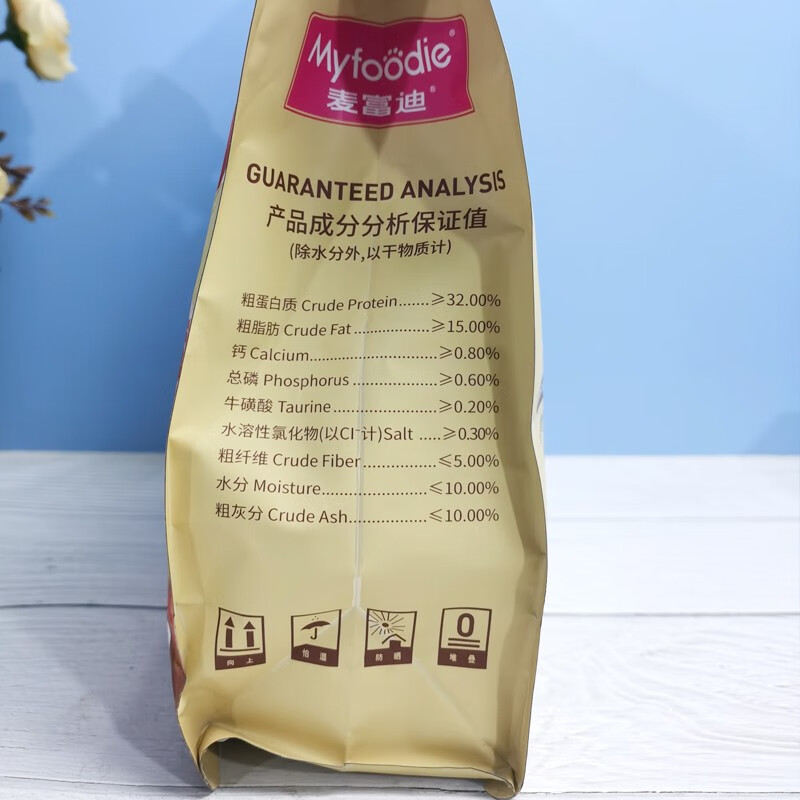 Myfoodie®
麦富迪®
GUARANTEED ANALYSIS
产品成分分析保证值
(除水分外,以干物质计)
粗蛋白质 Crude Protein.......≥32.00%
粗脂肪 Crude Fat..................≥15.00%
钙 Calcium..............................≥0.80%
总磷 Phosphorus....................≥0.60%
牛磺酸 Taurine........................≥0.20%
水溶性氯化物(以Cl⁻计)Salt .....≥0.30%
粗纤维 Crude Fiber.................≤5.00%
水分 Moisture.........................≤10.00%
粗灰分 Crude Ash..................≤10.00%
向上
怕湿
防晒
0
堆叠